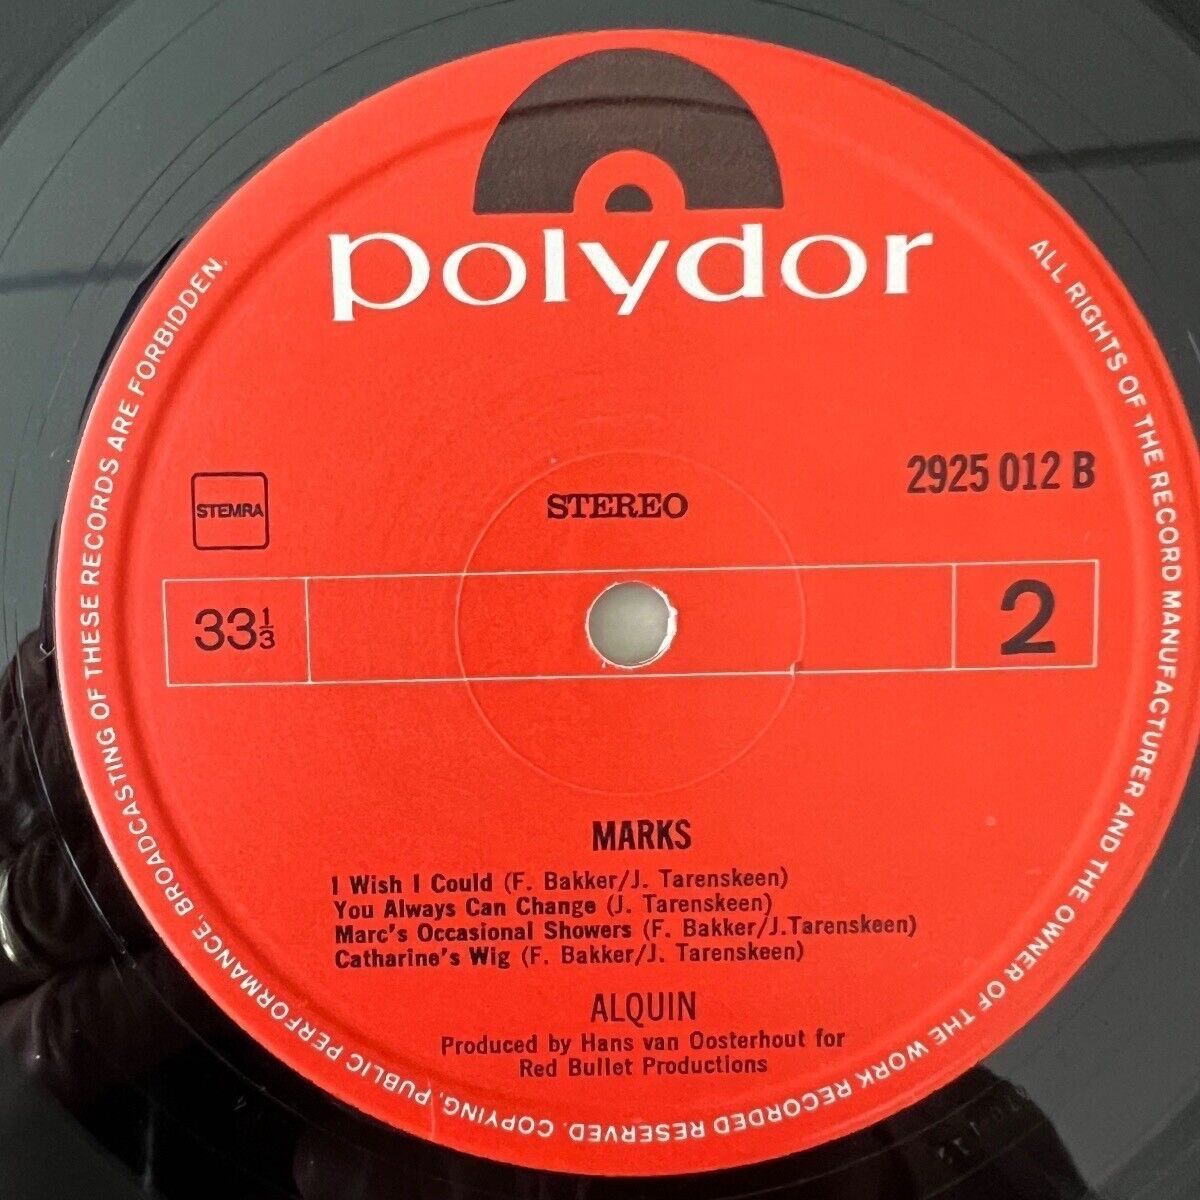 polydor
ALL RIGHTS OF THE RECORD MANUFACTURER AND THE OWNER OF THE WORK RECORDED RESERVED. COPYING, PUBLIC PERFORMANCE, BROADCASTING OF THESE RECORDS ARE FORBIDDEN.
2925 012 B
STEMRA
STEREO
33⅓
2
MARKS
I Wish I Could (F. Bakker/J. Tarenskeen)
You Always Can Change (J. Tarenskeen)
Marc's Occasional Showers (F. Bakker/J.Tarenskeen)
Catharine's Wig (F. Bakker/J. Tarenskeen)
ALQUIN
Produced by Hans van Oosterhout for
Red Bullet Productions